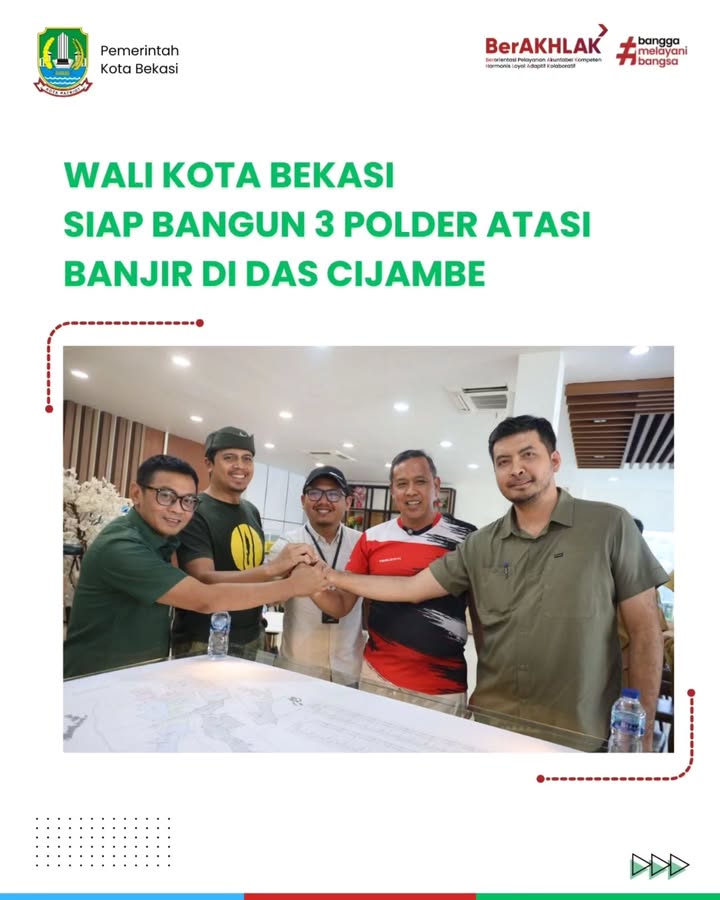 Pemerintah
Kota Bekasi
BerAKHLAK
Berorientasi Pelayanan Akuntabel Kompeten
Harmonis Loyal Adaptif Kolaboratif
#bangga
melayani
bangsa
WALI KOTA BEKASI
SIAP BANGUN 3 POLDER ATASI
BANJIR DI DAS CIJAMBE